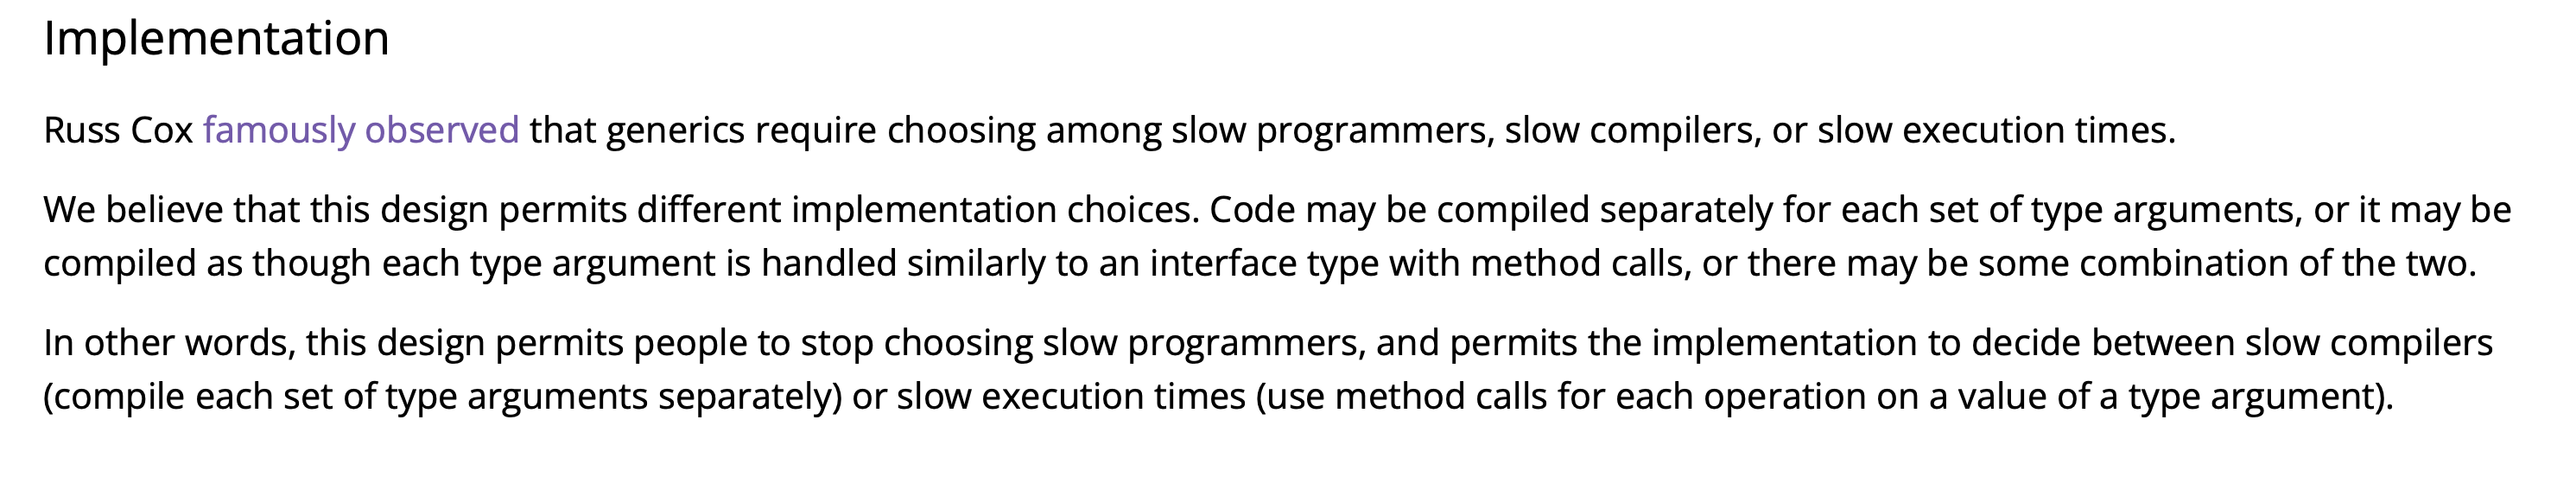 Implementation
Russ Cox famously observed that generics require choosing among slow programmers, slow compilers, or slow execution times.
We believe that this design permits different implementation choices. Code may be compiled separately for each set of type arguments, or it may be
compiled as though each type argument is handled similarly to an interface type with method calls, or there may be some combination of the two.
In other words, this design permits people to stop choosing slow programmers, and permits the implementation to decide between slow compilers
(compile each set of type arguments separately) or slow execution times (use method calls for each operation on a value of a type argument).